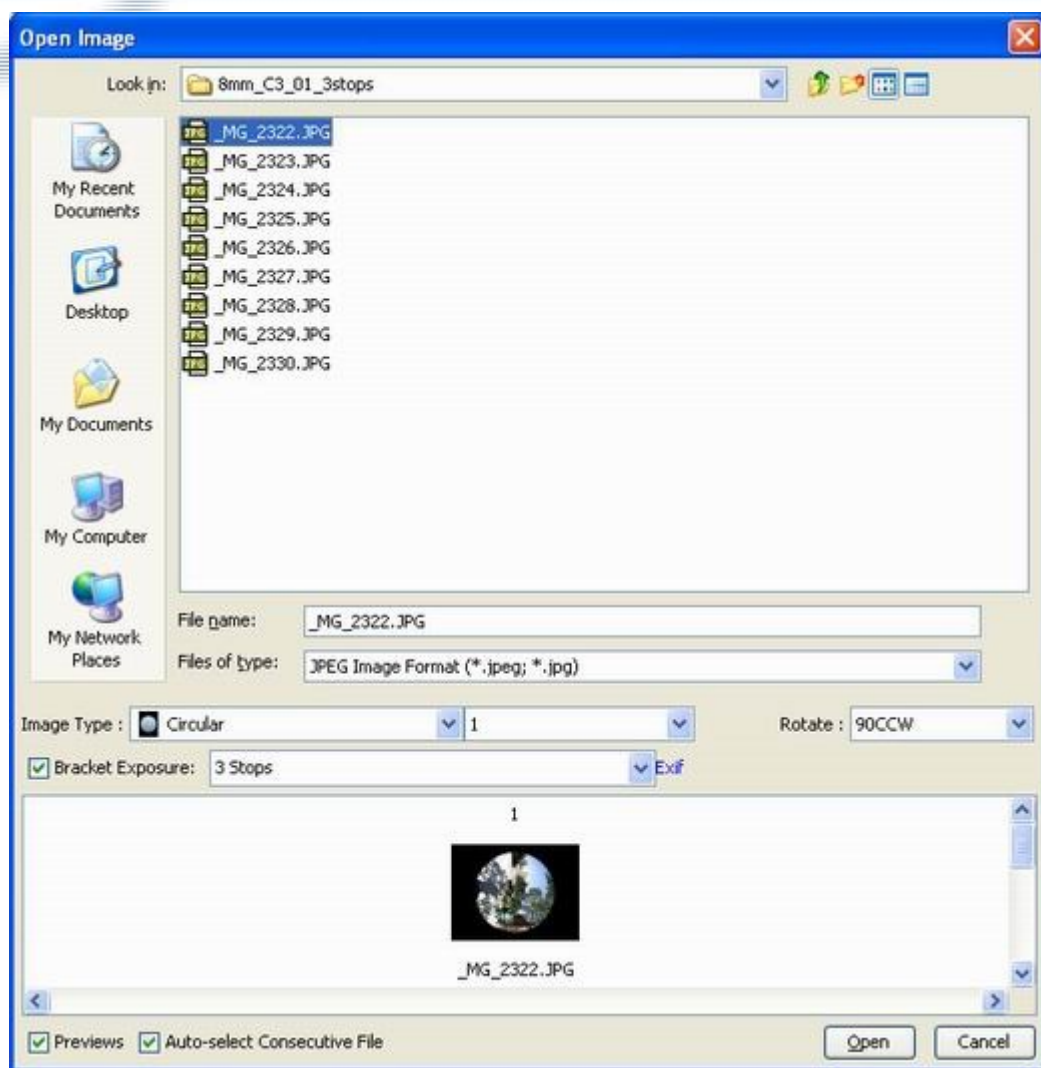 Open Image
Look in: 8mm_C3_01_3stops
My Recent
Documents
Desktop
My Documents
My Computer
My Network
Places
_MG_2322.JPG
_MG_2323.JPG
_MG_2324.JPG
_MG_2325.JPG
_MG_2326.JPG
_MG_2327.JPG
_MG_2328.JPG
_MG_2329.JPG
_MG_2330.JPG
File name: _MG_2322.JPG
Files of type: JPEG Image Format (*.jpeg; *.jpg)
Image Type : Circular 1 Rotate : 90CCW
Bracket Exposure: 3 Stops Exif
1
_MG_2322.JPG
Previews Auto-select Consecutive File Open Cancel